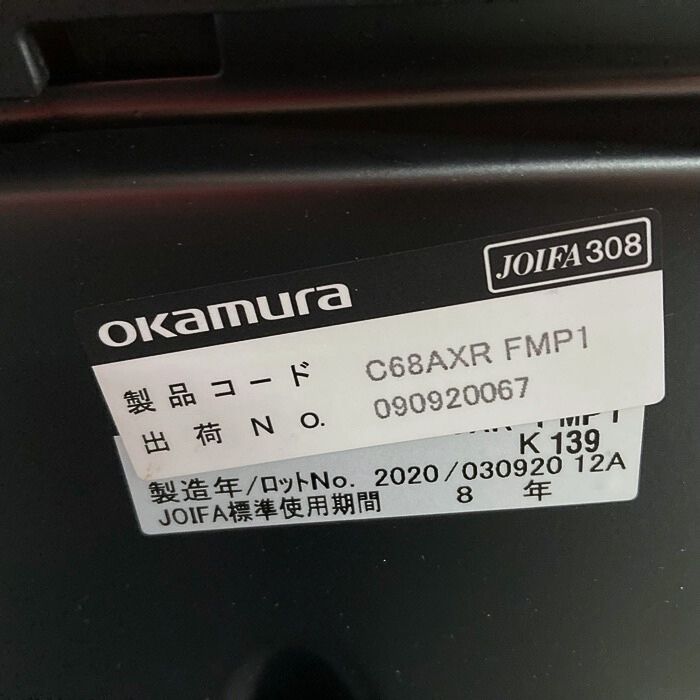 okamura
JOIFA308
製品コード C68AXR FMP1
出荷No. 090920067
K 139
製造年/ロットNo. 2020/030920 12A
JOIFA標準使用期間 8 年